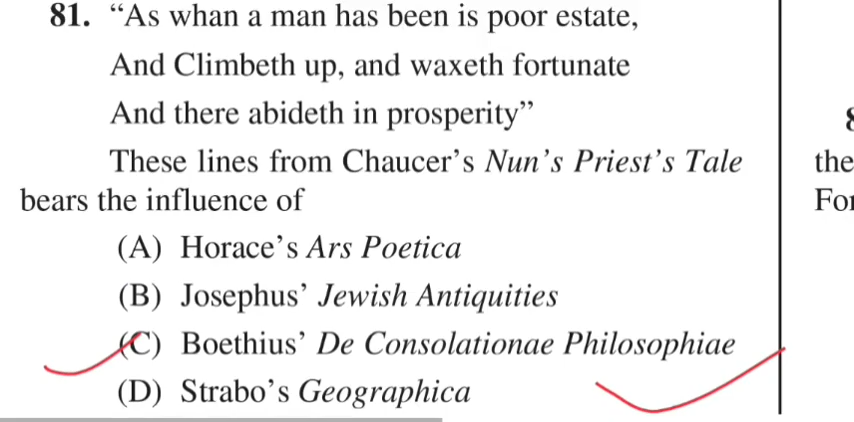 81. “As whan a man has been is poor estate,
And Climbeth up, and waxeth fortunate
And there abideth in prosperity”
These lines from Chaucer’s Nun’s Priest’s Tale
bears the influence of
(A) Horace’s Ars Poetica
(B) Josephus’ Jewish Antiquities
(C) Boethius’ De Consolationae Philosophiae
(D) Strabo’s Geographica
the